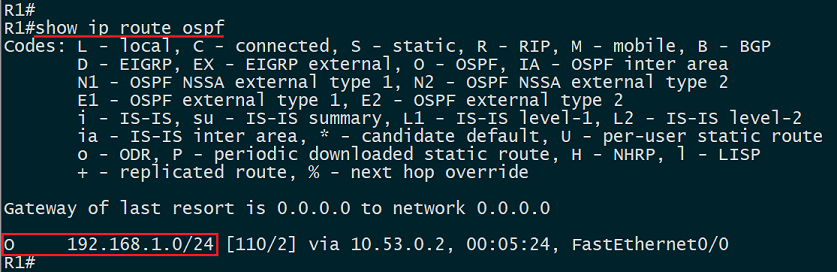 R1#
R1#show ip route ospf
Codes: L - local, C - connected, S - static, R - RIP, M - mobile, B - BGP
       D - EIGRP, EX - EIGRP external, O - OSPF, IA - OSPF inter area
       N1 - OSPF NSSA external type 1, N2 - OSPF NSSA external type 2
       E1 - OSPF external type 1, E2 - OSPF external type 2
       i - IS-IS, su - IS-IS summary, L1 - IS-IS level-1, L2 - IS-IS level-2
       ia - IS-IS inter area, * - candidate default, U - per-user static route
       o - ODR, P - periodic downloaded static route, H - NHRP, l - LISP
       + - replicated route, % - next hop override
Gateway of last resort is 0.0.0.0 to network 0.0.0.0
O     192.168.1.0/24 [110/2] via 10.53.0.2, 00:05:24, FastEthernet0/0
R1#